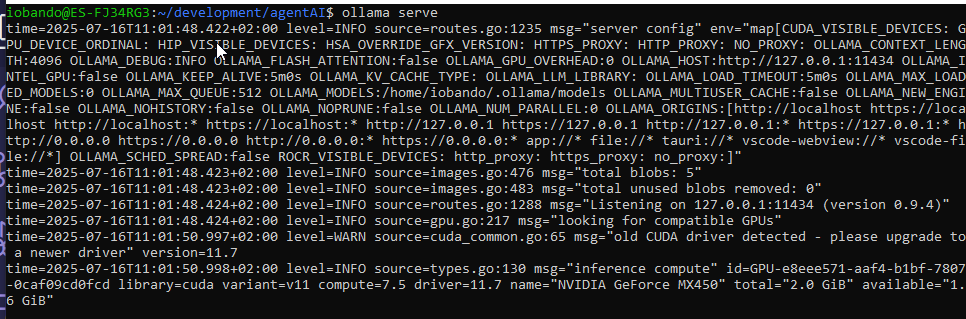 iobando@ES-FJ34RG3:~/development/agentAI$ ollama serve
time=2025-07-16T11:01:48.422+02:00 level=INFO source=routes.go:1235 msg="server config" env="map[CUDA_VISIBLE_DEVICES: G
PU_DEVICE_ORDINAL: HIP_VISIBLE_DEVICES: HSA_OVERRIDE_GFX_VERSION: HTTPS_PROXY: HTTP_PROXY: NO_PROXY: OLLAMA_CONTEXT_LENG
TH:4096 OLLAMA_DEBUG:INFO OLLAMA_FLASH_ATTENTION:false OLLAMA_GPU_OVERHEAD:0 OLLAMA_HOST:http://127.0.0.1:11434 OLLAMA_I
NTEL_GPU:false OLLAMA_KEEP_ALIVE:5m0s OLLAMA_KV_CACHE_TYPE: OLLAMA_LLM_LIBRARY: OLLAMA_LOAD_TIMEOUT:5m0s OLLAMA_MAX_LOAD
ED_MODELS:0 OLLAMA_MAX_QUEUE:512 OLLAMA_MODELS:/home/iobando/.ollama/models OLLAMA_MULTIUSER_CACHE:false OLLAMA_NEW_ENGI
NE:false OLLAMA_NOHISTORY:false OLLAMA_NOPRUNE:false OLLAMA_NUM_PARALLEL:0 OLLAMA_ORIGINS:[http://localhost https://loca
lhost http://localhost:* https://localhost:* http://127.0.0.1 https://127.0.0.1 http://127.0.0.1:* https://127.0.0.1:* h
ttp://0.0.0.0 https://0.0.0.0 http://0.0.0.0:* https://0.0.0.0:* app://* file://* tauri://* vscode-webview://* vscode-fi
le://*] OLLAMA_SCHED_SPREAD:false ROCR_VISIBLE_DEVICES: http_proxy: https_proxy: no_proxy:]"
time=2025-07-16T11:01:48.423+02:00 level=INFO source=images.go:476 msg="total blobs: 5"
time=2025-07-16T11:01:48.423+02:00 level=INFO source=images.go:483 msg="total unused blobs removed: 0"
time=2025-07-16T11:01:48.424+02:00 level=INFO source=routes.go:1288 msg="Listening on 127.0.0.1:11434 (version 0.9.4)"
time=2025-07-16T11:01:48.424+02:00 level=INFO source=gpu.go:217 msg="looking for compatible GPUs"
time=2025-07-16T11:01:50.997+02:00 level=WARN source=cuda_common.go:65 msg="old CUDA driver detected - please upgrade to
 a newer driver" version=11.7
time=2025-07-16T11:01:50.998+02:00 level=INFO source=types.go:130 msg="inference compute" id=GPU-e8eee571-aaf4-b1bf-7807
-0caf09cd0fcd library=cuda variant=v11 compute=7.5 driver=11.7 name="NVIDIA GeForce MX450" total="2.0 GiB" available="1.
6 GiB"